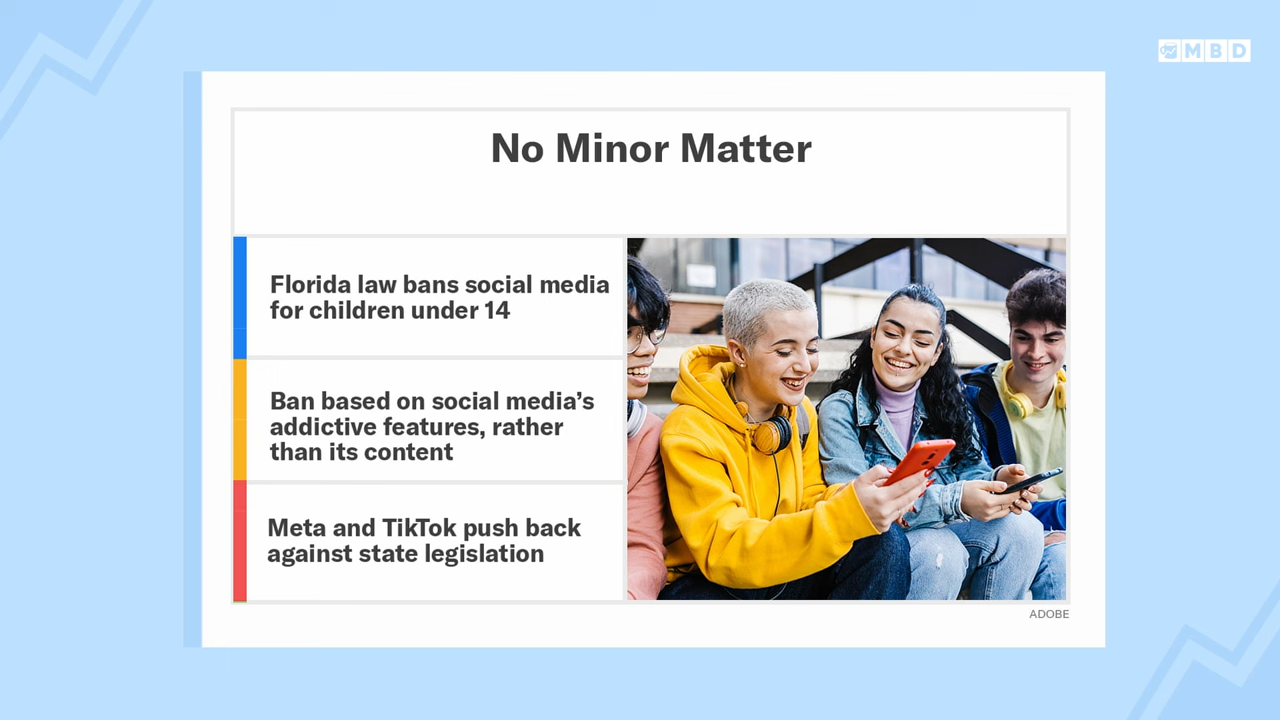 MBD
No Minor Matter
Florida law bans social media
for children under 14
Ban based on social media’s
addictive features, rather
than its content
Meta and TikTok push back
against state legislation
ADOBE